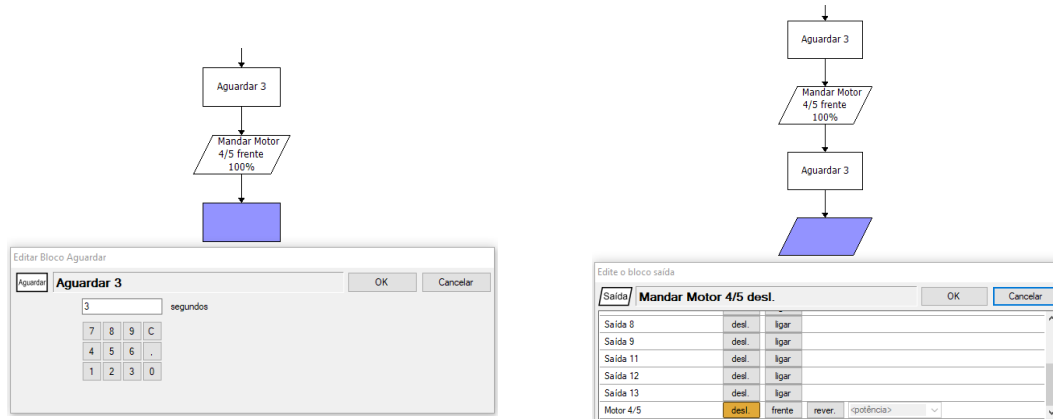 Aguardar 3
Mandar Motor
4/5 frente
100%
Editar Bloco Aguardar
Aguardar
Aguardar 3
OK
Cancelar
3
segundos
7 8 9 C
4 5 6 .
1 2 3 0
Aguardar 3
Mandar Motor
4/5 frente
100%
Aguardar 3
Edite o bloco saída
Saída
Mandar Motor 4/5 desl.
OK
Cancelar
Saída 8 desl. ligar
Saída 9 desl. ligar
Saída 11 desl. ligar
Saída 12 desl. ligar
Saída 13 desl. ligar
Motor 4/5 desl. frente rever. <potência>